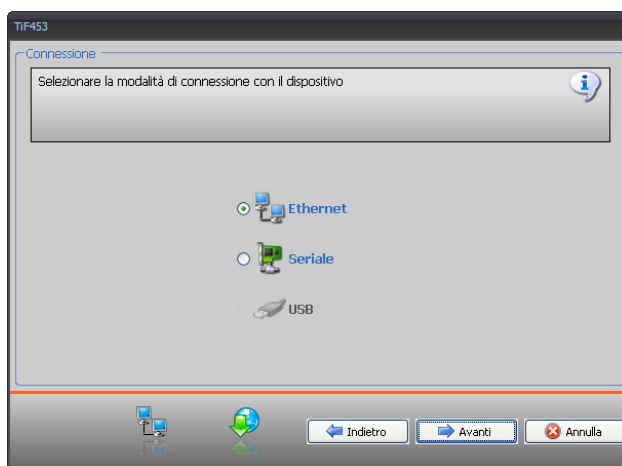 TiF453
Connessione
Selezionare la modalità di connessione con il dispositivo
Ethernet
Seriale
USB
Indietro
Avanti
Annulla